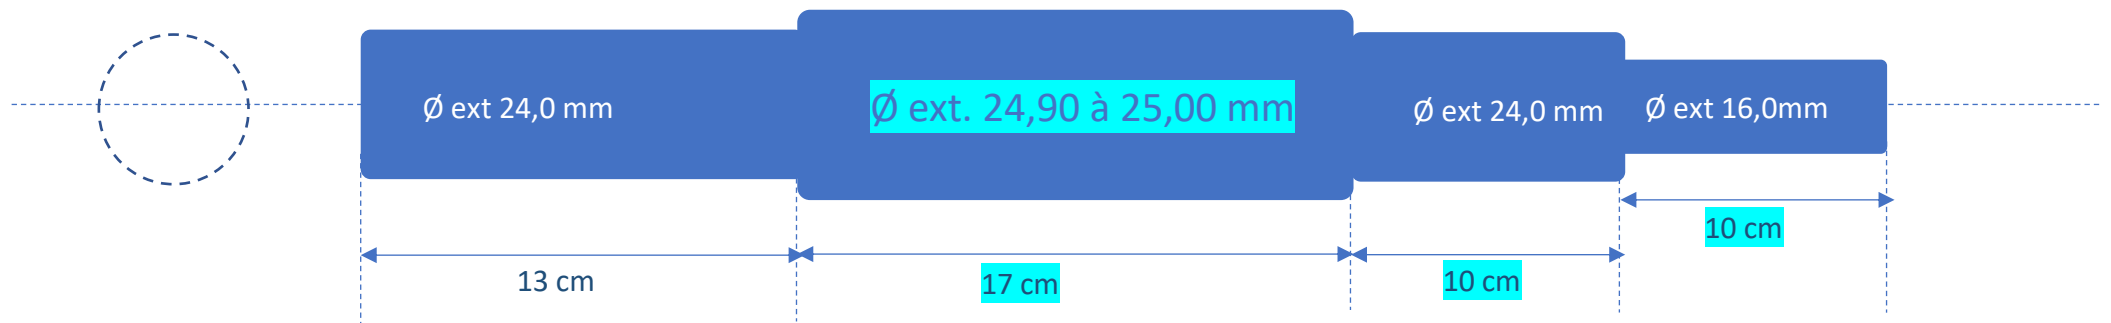 Ø ext 24,0 mm
Ø ext. 24,90 à 25,00 mm
Ø ext 24,0 mm
Ø ext 16,0mm
13 cm
17 cm
10 cm
10 cm